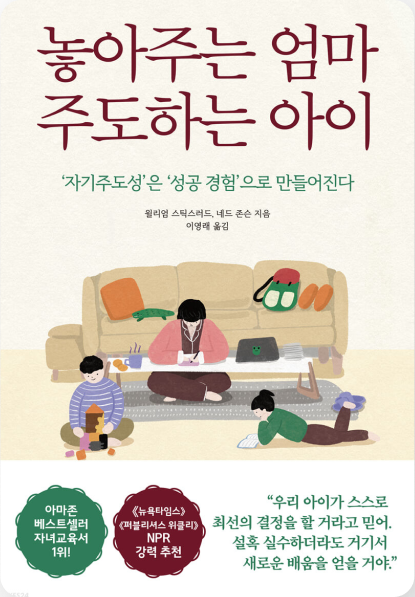 놓아주는 엄마
주도하는 아이
‘자기주도성’은 ‘성공 경험’으로 만들어진다
윌리엄 스틱스러드, 네드 존슨 지음
이영래 옮김
아마존
베스트셀러
자녀교육서
1위!
《뉴욕타임스》
《퍼블리셔스 위클리》
NPR
강력 추천
“우리 아이가 스스로
최선의 결정을 할 거라고 믿어.
설혹 실수하더라도 거기서
새로운 배움을 얻을 거야.”